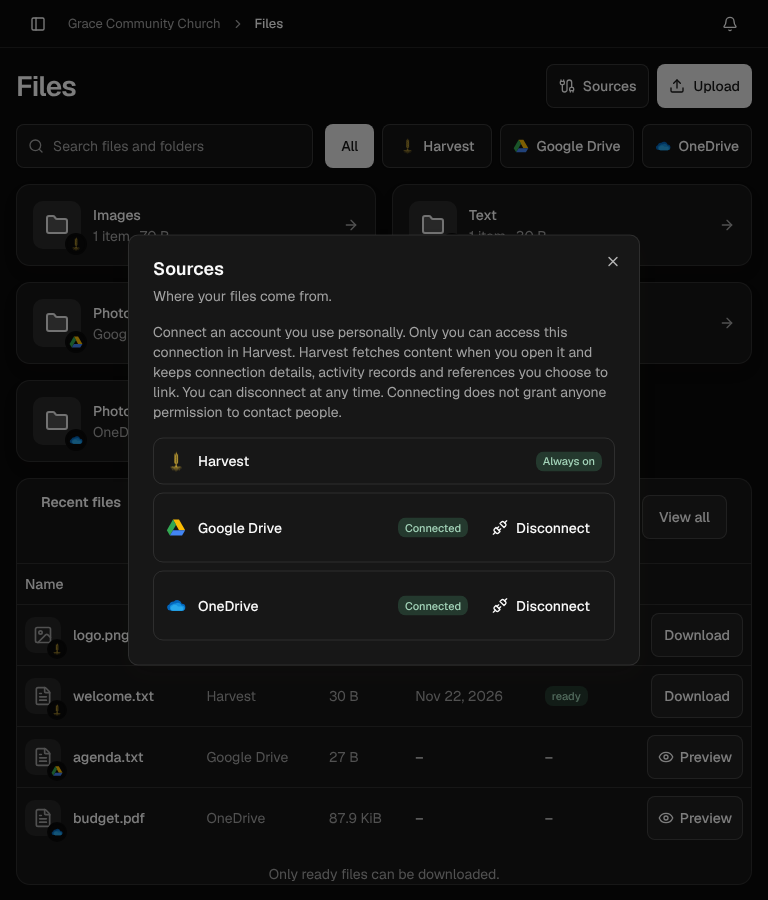 Grace Community Church > Files
Files
Sources
Upload
Search files and folders
All
Harvest
Google Drive
OneDrive
Images
1 item
Text
Sources
Where your files come from.
Connect an account you use personally. Only you can access this
connection in Harvest. Harvest fetches content when you open it and
keeps connection details, activity records and references you choose to
link. You can disconnect at any time. Connecting does not grant anyone
permission to contact people.
Harvest
Always on
Google Drive
Connected
Disconnect
OneDrive
Connected
Disconnect
Recent files
View all
Name
logo.png
Download
welcome.txt
Harvest
30 B
Nov 22, 2026
ready
Download
agenda.txt
Google Drive
27 B
–
–
Preview
budget.pdf
OneDrive
87.9 KiB
–
–
Preview
Only ready files can be downloaded.